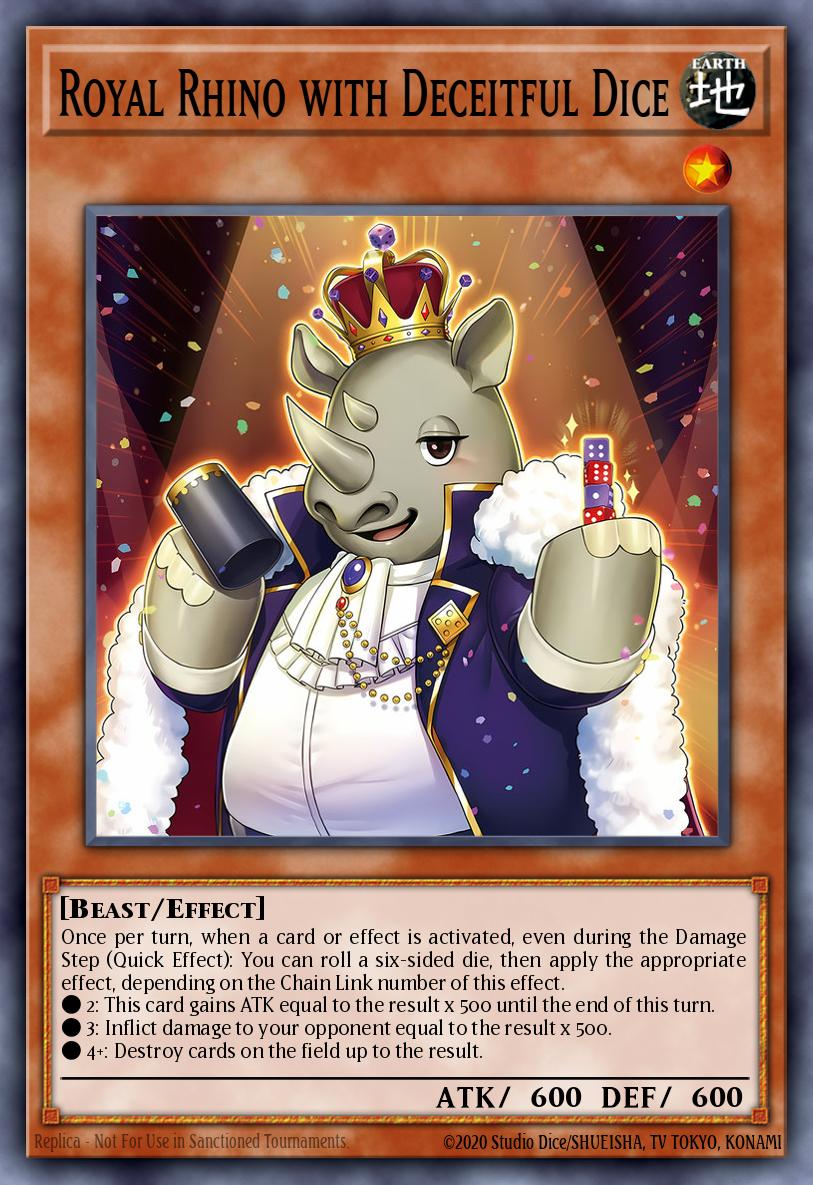 Royal Rhino with Deceitful Dice
EARTH
地
[Beast/Effect]
Once per turn, when a card or effect is activated, even during the Damage
Step (Quick Effect): You can roll a six-sided die, then apply the appropriate
effect, depending on the Chain Link number of this effect.
● 2: This card gains ATK equal to the result x 500 until the end of this turn.
● 3: Inflict damage to your opponent equal to the result x 500.
● 4+: Destroy cards on the field up to the result.
ATK/ 600 DEF/ 600
Replica - Not For Use in Sanctioned Tournaments.
©2020 Studio Dice/SHUEISHA, TV TOKYO, KONAMI